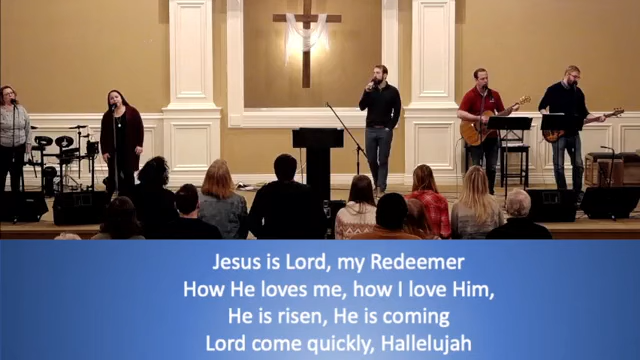 Jesus is Lord, my Redeemer
How He loves me, how I love Him,
He is risen, He is coming
Lord come quickly, Hallelujah